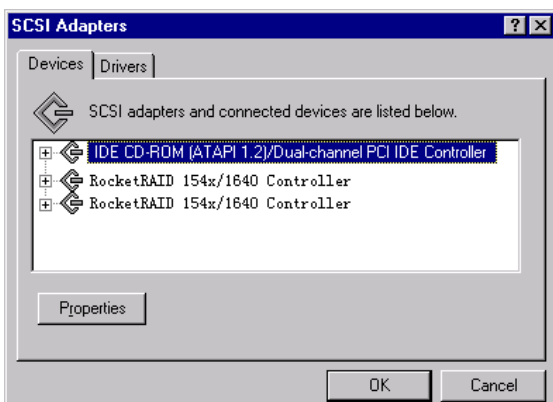 SCSI Adapters
Devices Drivers
SCSI adapters and connected devices are listed below.
IDE CD-ROM (ATAPI 1.2)/Dual-channel PCI IDE Controller
RocketRAID 154x/1640 Controller
RocketRAID 154x/1640 Controller
Properties
OK Cancel